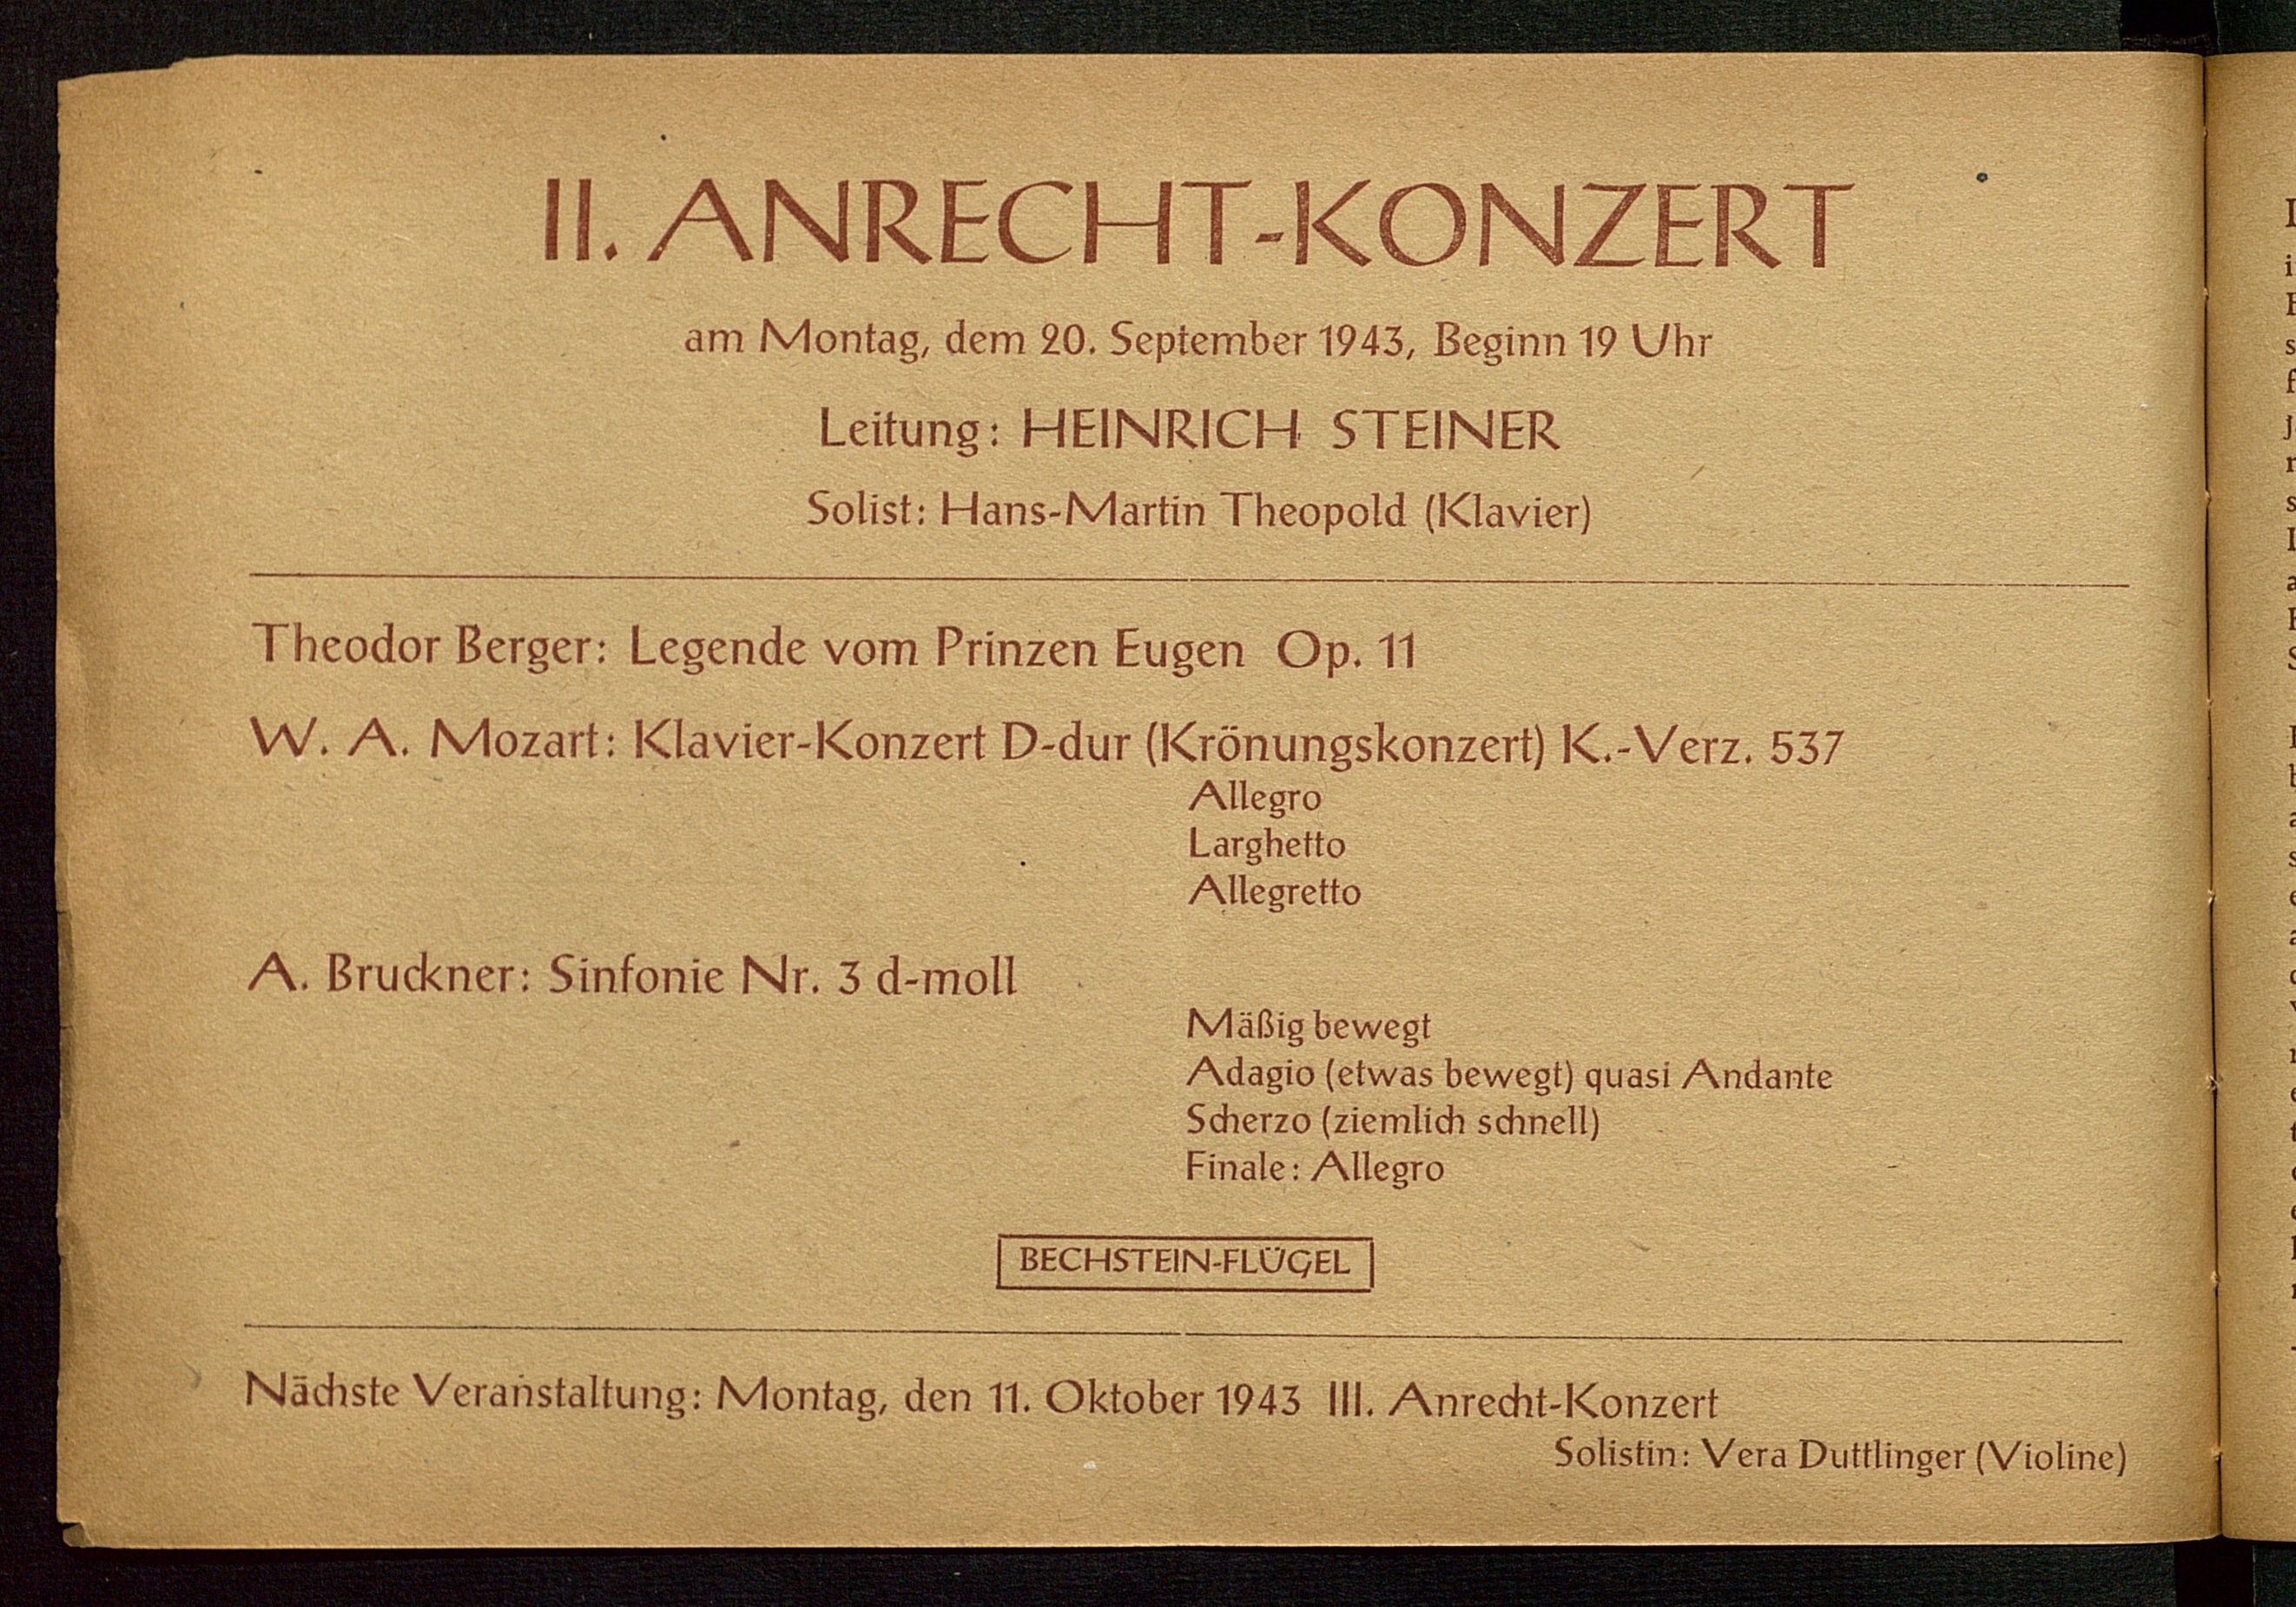 II. ANRECHT-KONZERT
am Montag, dem 20. September 1943, Beginn 19 Uhr
Leitung: HEINRICH STEINER
Solist: Hans-Martin Theopold (Klavier)
Theodor Berger: Legende vom Prinzen Eugen Op. 11
W. A. Mozart: Klavier-Konzert D-dur (Krönungskonzert) K.-Verz. 537
Allegro
Larghetto
Allegretto
A. Bruckner: Sinfonie Nr. 3 d-moll
Mäßig bewegt
Adagio (etwas bewegt) quasi Andante
Scherzo (ziemlich schnell)
Finale: Allegro
BECHSTEIN-FLÜGEL
Nächste Veranstaltung: Montag, den 11. Oktober 1943 III. Anrecht-Konzert
Solistin: Vera Duttlinger (Violine)